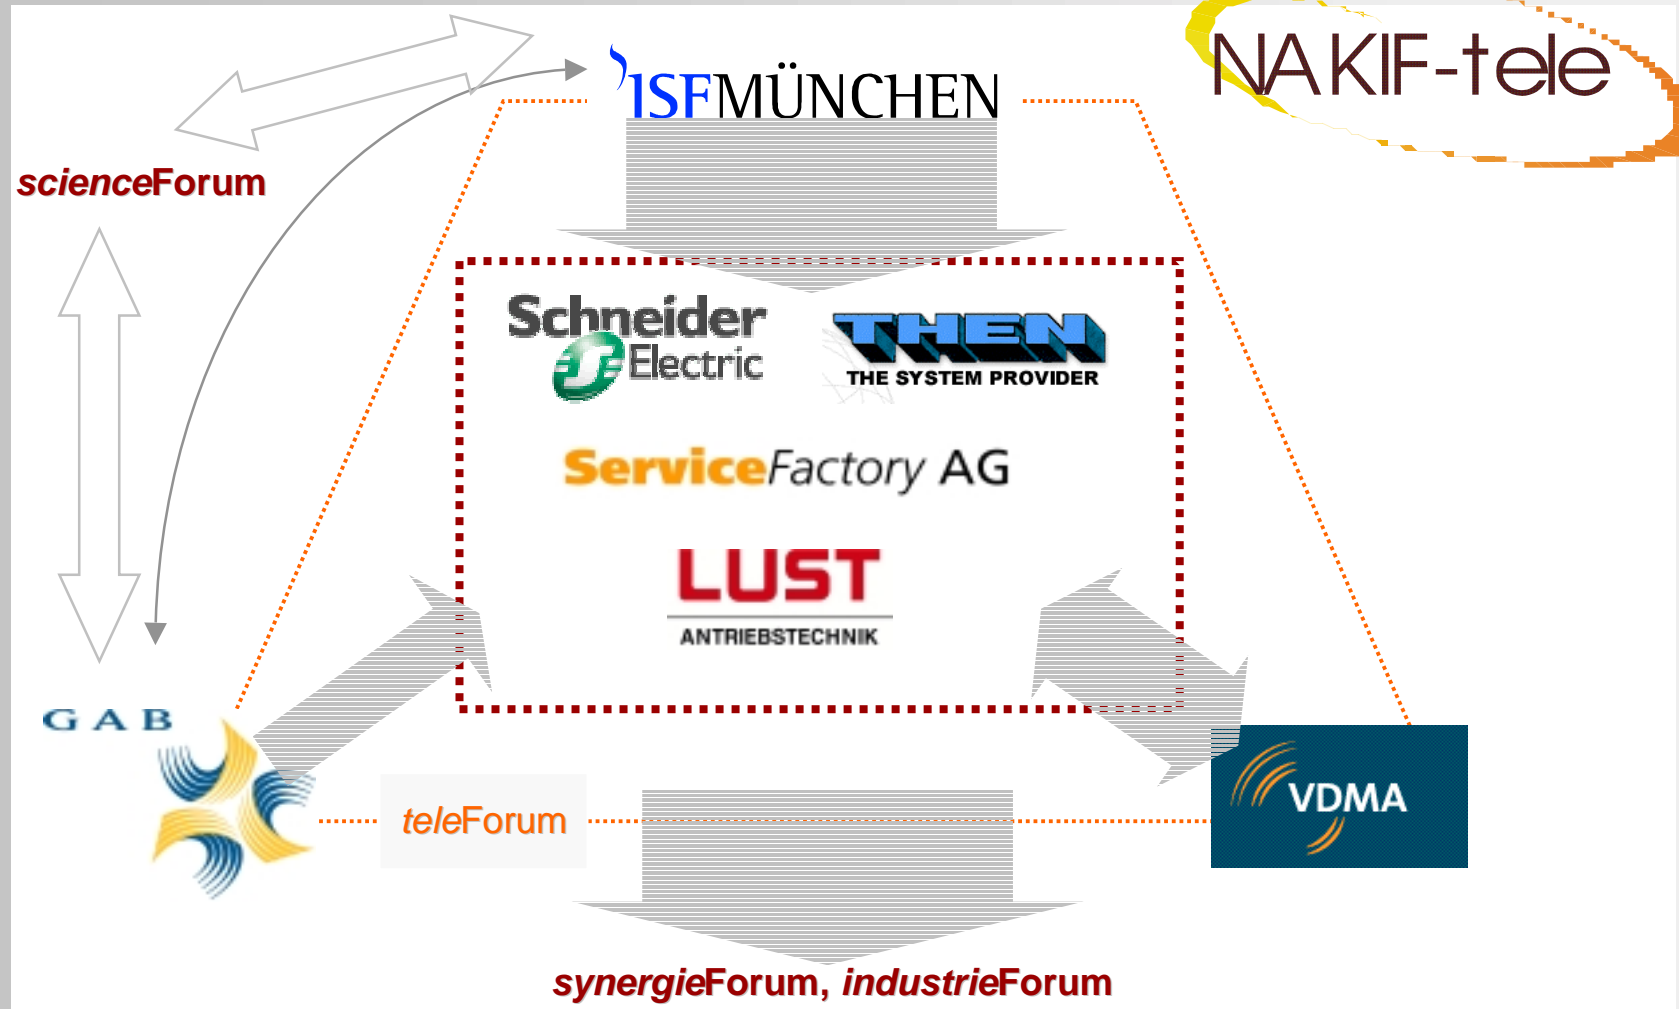 NAKIF-tele
ISFMÜNCHEN
scienceForum
Schneider
Electric
THEN
THE SYSTEM PROVIDER
ServiceFactory AG
LUST
ANTRIEBSTECHNIK
GAB
teleForum
VDMA
synergieForum, industrieForum